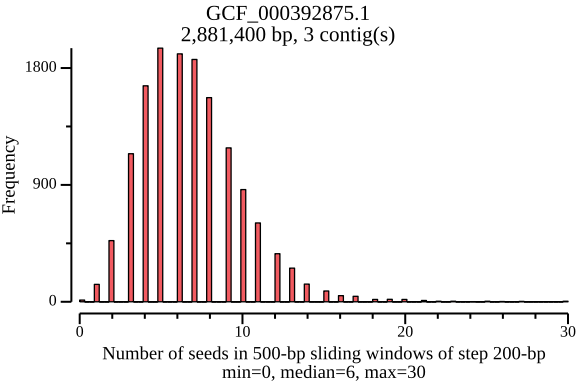 GCF_000392875.1
2,881,400 bp, 3 contig(s)
Frequency
1800
900
0
0
10
20
30
Number of seeds in 500-bp sliding windows of step 200-bp
min=0, median=6, max=30